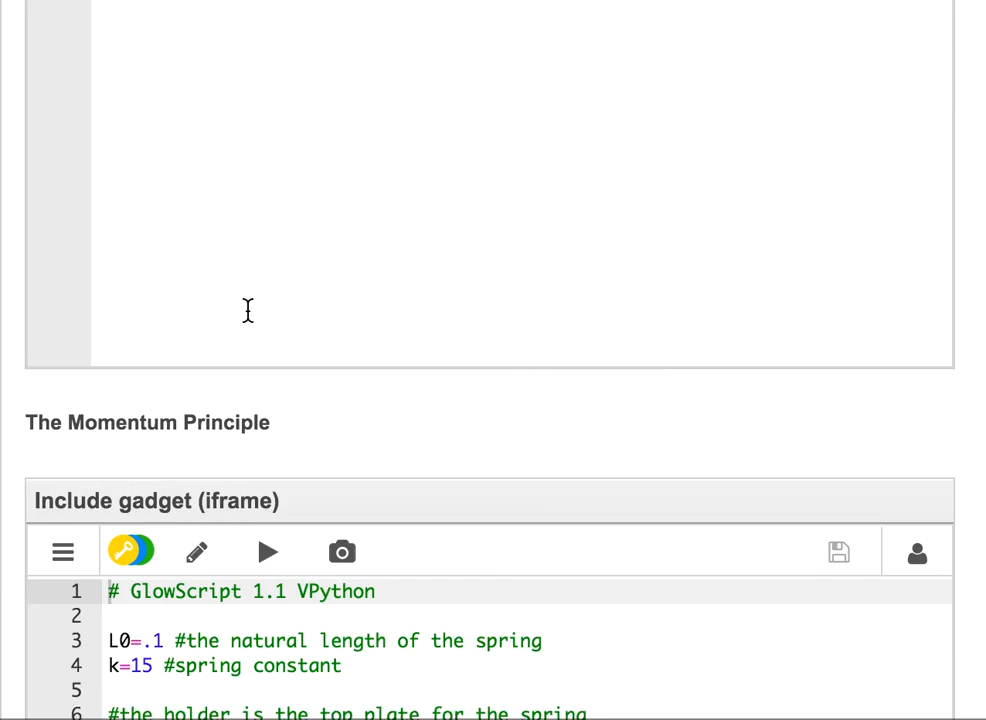 The Momentum Principle
Include gadget (iframe)
1 # GlowScript 1.1 VPython
2
3 L0=.1 #the natural length of the spring
4 k=15 #spring constant
5
6 #the holder is the top plate for the spring